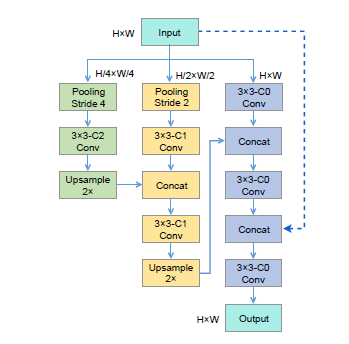 H×W
Input
H/4×W/4
H/2×W/2
H×W
Pooling
Stride 4
Pooling
Stride 2
3×3-C0
Conv
3×3-C2
Conv
3×3-C1
Conv
Concat
Upsample
2×
Concat
3×3-C0
Conv
3×3-C1
Conv
Concat
Upsample
2×
3×3-C0
Conv
H×W
Output